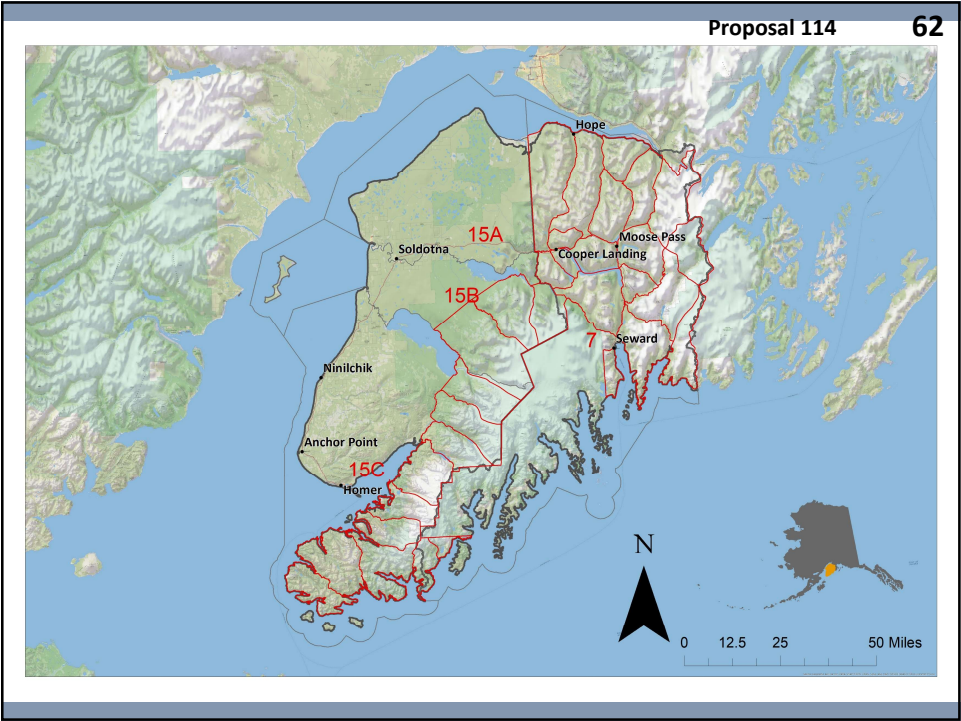 Proposal 114
62
Hope
15A
Moose Pass
Soldotna
Cooper Landing
15B
7
Seward
Ninilchik
Anchor Point
15C
Homer
N
0 12.5 25 50 Miles